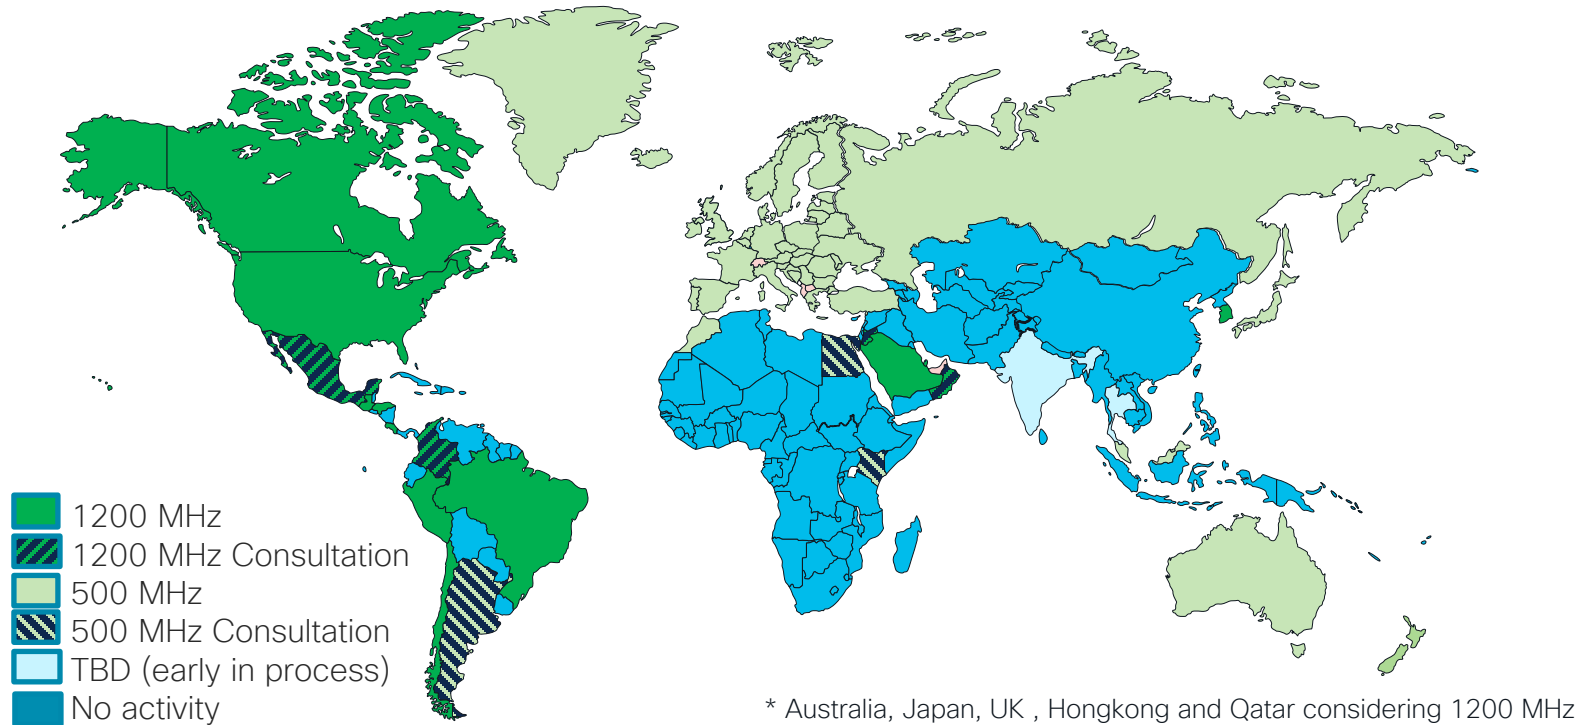 1200 MHz
1200 MHz Consultation
500 MHz
500 MHz Consultation
TBD (early in process)
No activity
* Australia, Japan, UK , Hongkong and Qatar considering 1200 MHz